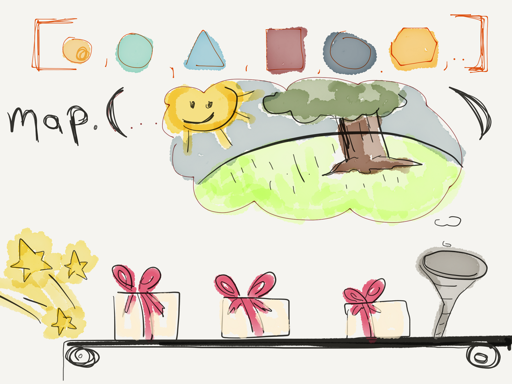 [ , , , , , ...]
map.(... )